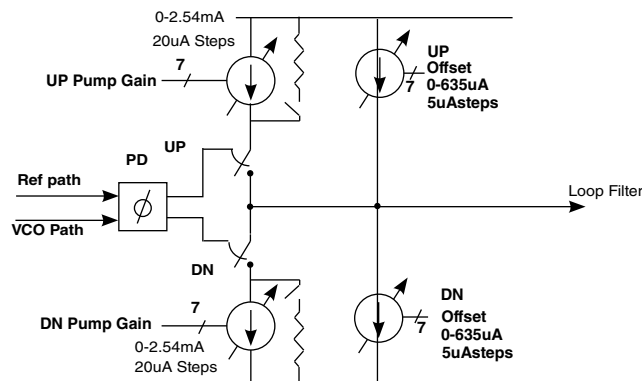 0-2.54mA
20uA Steps
7
UP Pump Gain
UP
Offset
7
0-635uA
5uAsteps
UP
PD
Ref path
VCO Path
Loop Filter
DN
7
DN Pump Gain
0-2.54mA
20uA Steps
DN
Offset
7
0-635uA
5uAsteps